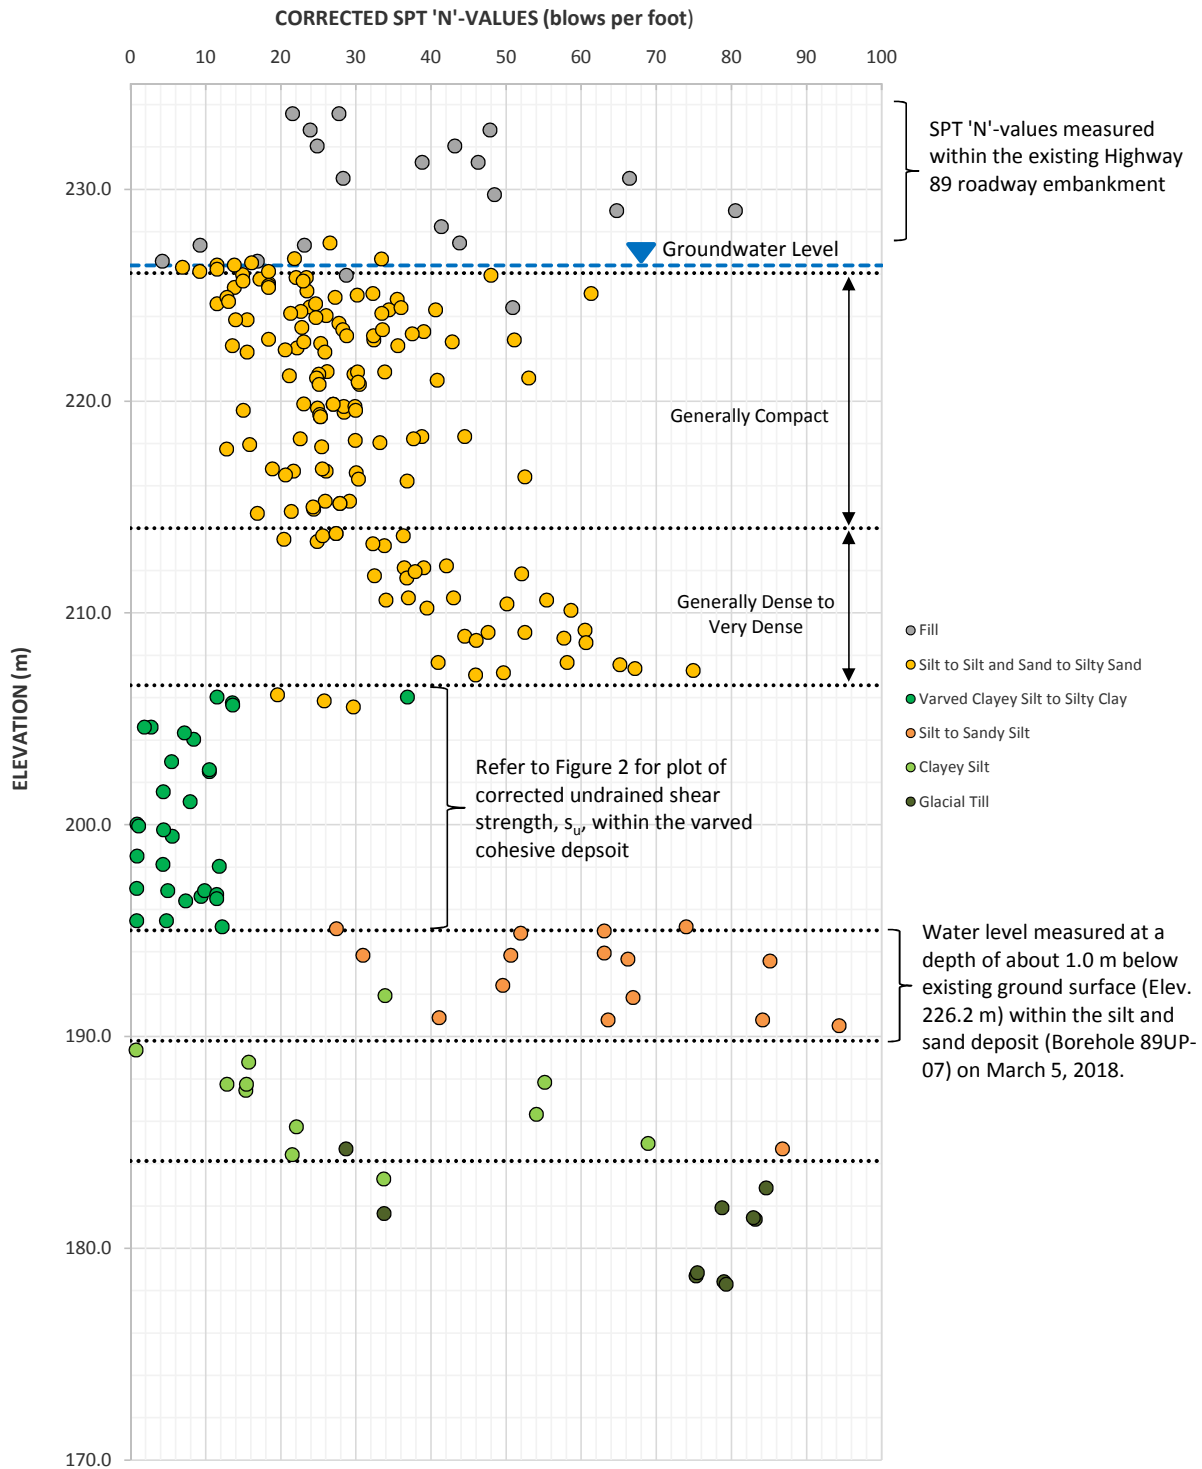 CORRECTED SPT 'N'-VALUES (blows per foot)
0 10 20 30 40 50 60 70 80 90 100
SPT 'N'-values measured
within the existing Highway
89 roadway embankment
230.0
Groundwater Level
220.0
Generally Compact
210.0
Generally Dense to
Very Dense
ELEVATION (m)
Fill
Silt to Silt and Sand to Silty Sand
Varved Clayey Silt to Silty Clay
Silt to Sandy Silt
Clayey Silt
Glacial Till
Refer to Figure 2 for plot of
corrected undrained shear
strength, su, within the varved
cohesive depsoit
200.0
Water level measured at a
depth of about 1.0 m below
existing ground surface (Elev.
226.2 m) within the silt and
sand deposit (Borehole 89UP-
07) on March 5, 2018.
190.0
180.0
170.0